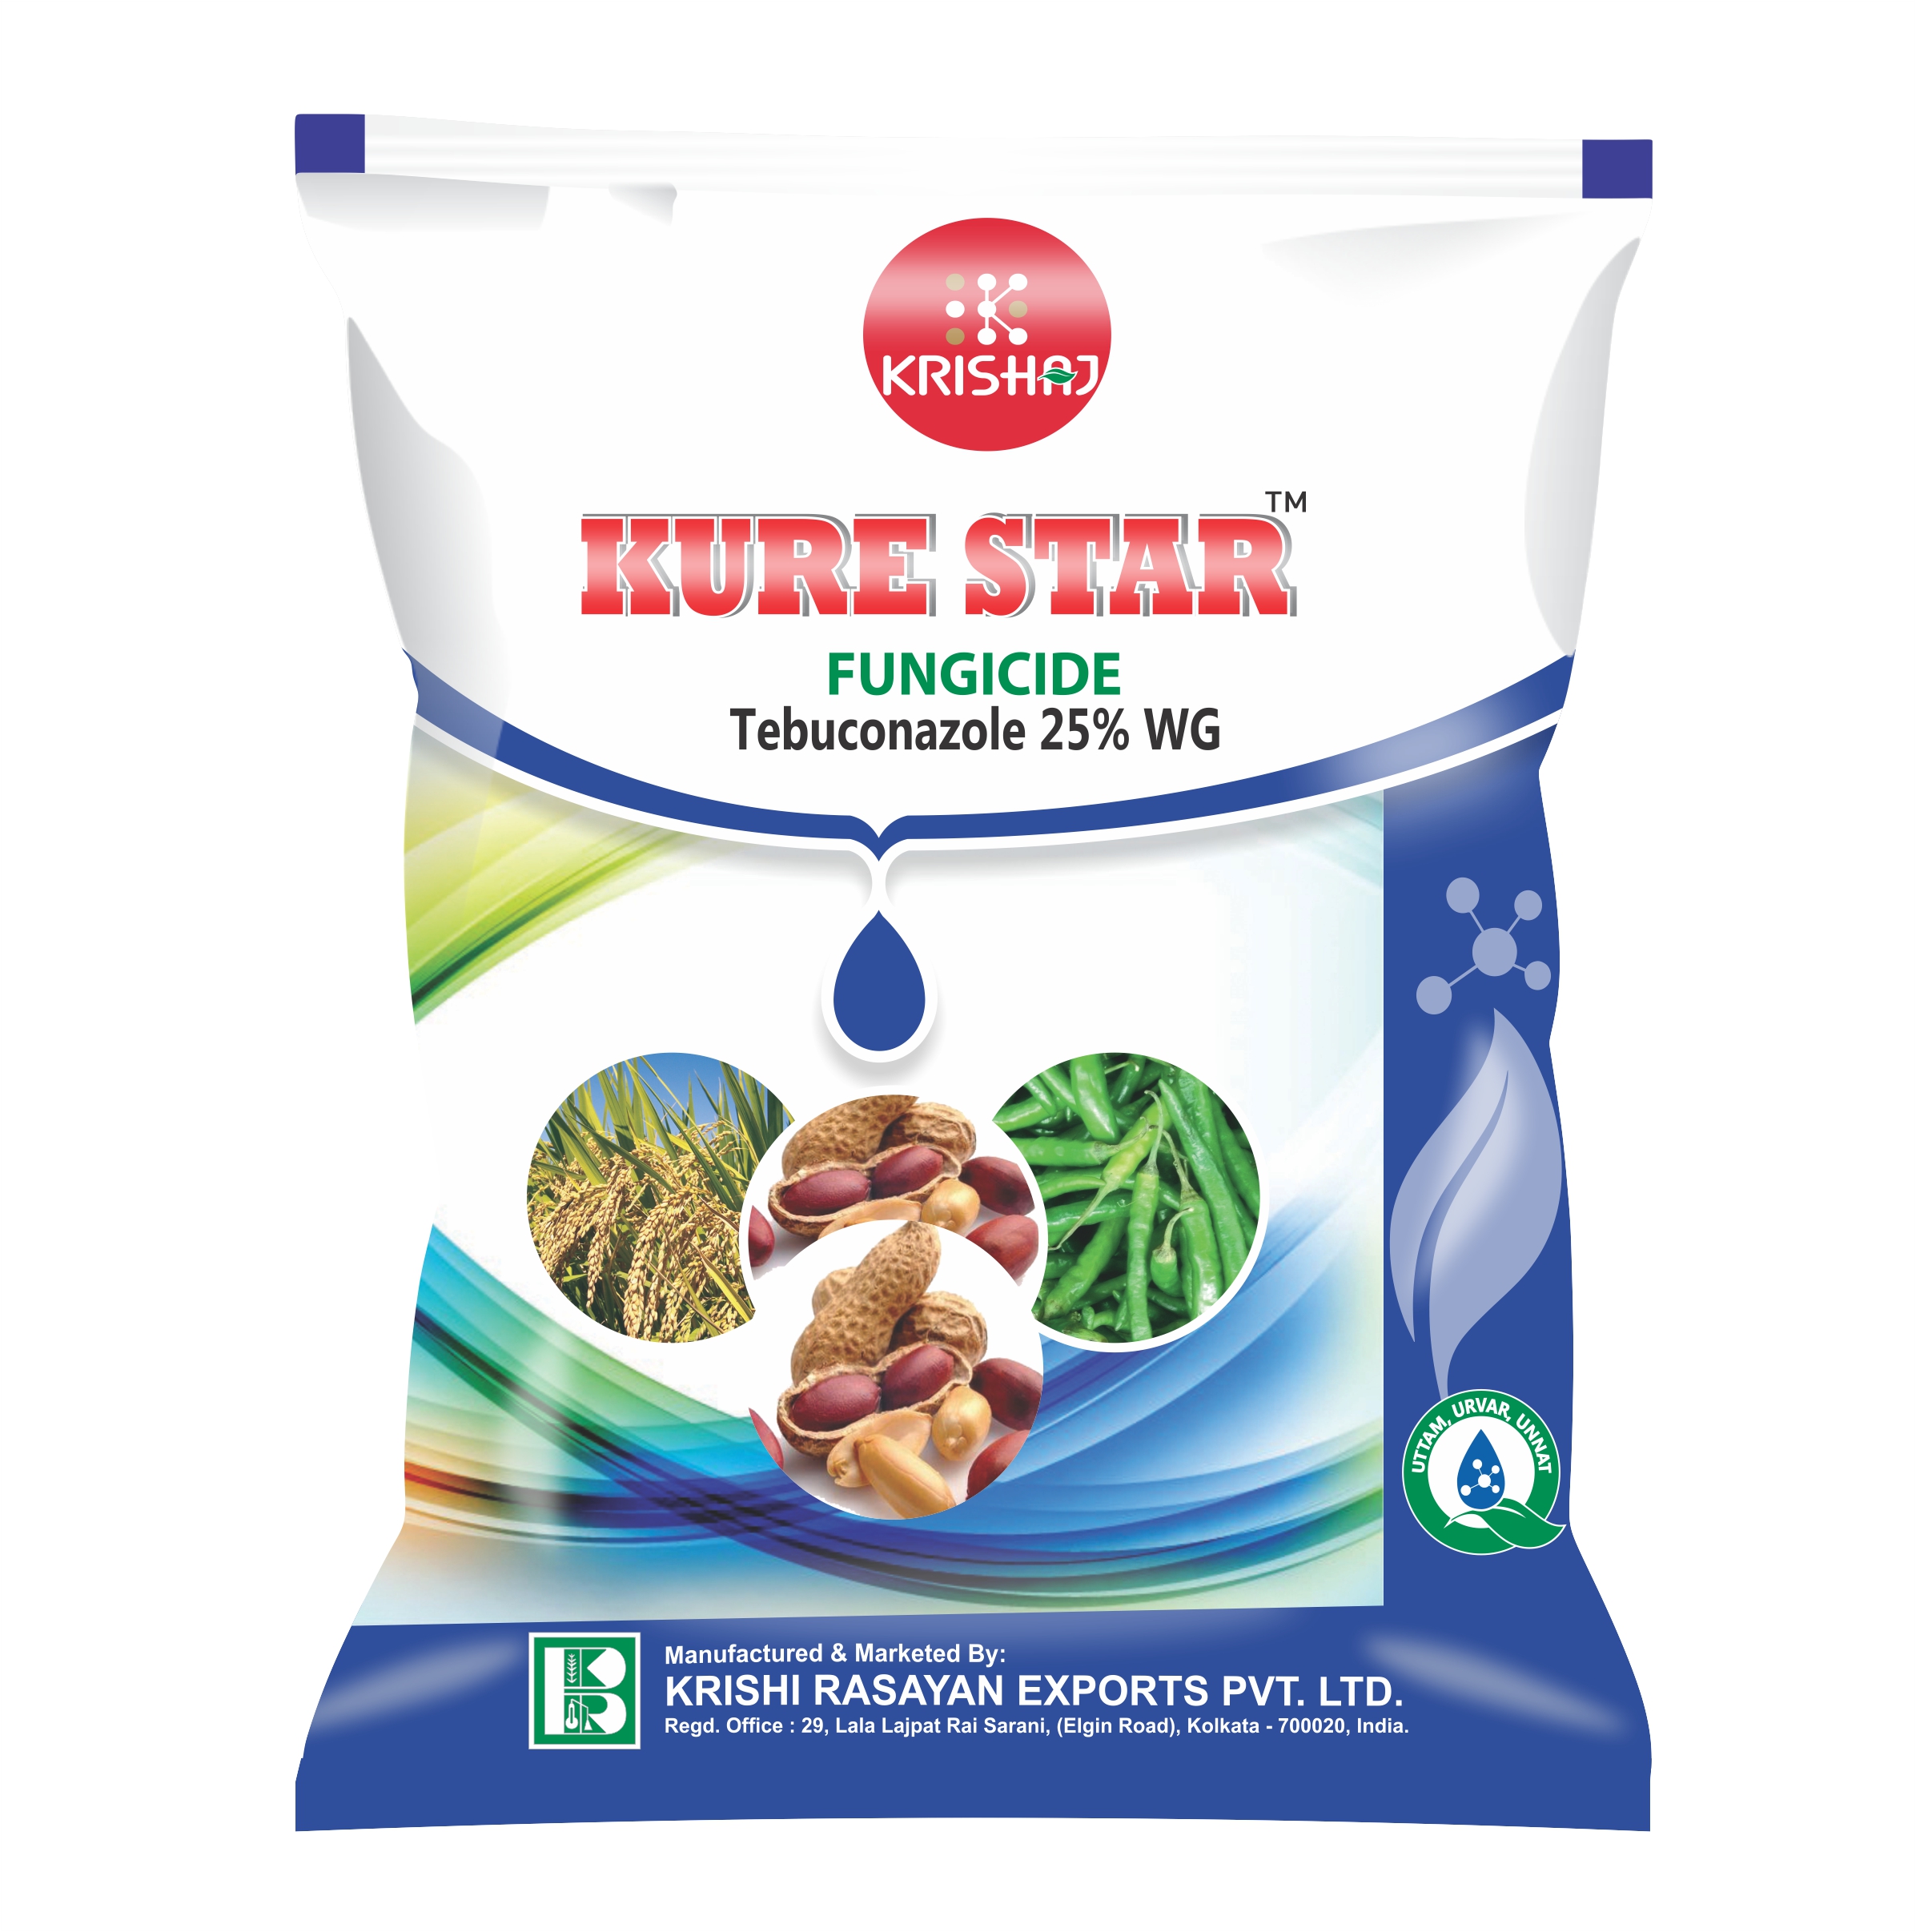 KRISHAJ
KURE STAR™
FUNGICIDE
Tebuconazole 25% WG
UTTAM, URVAR, UNNAT
Manufactured & Marketed By:
KRISHI RASAYAN EXPORTS PVT. LTD.
Regd. Office : 29, Lala Lajpat Rai Sarani, (Elgin Road), Kolkata - 700020, India.